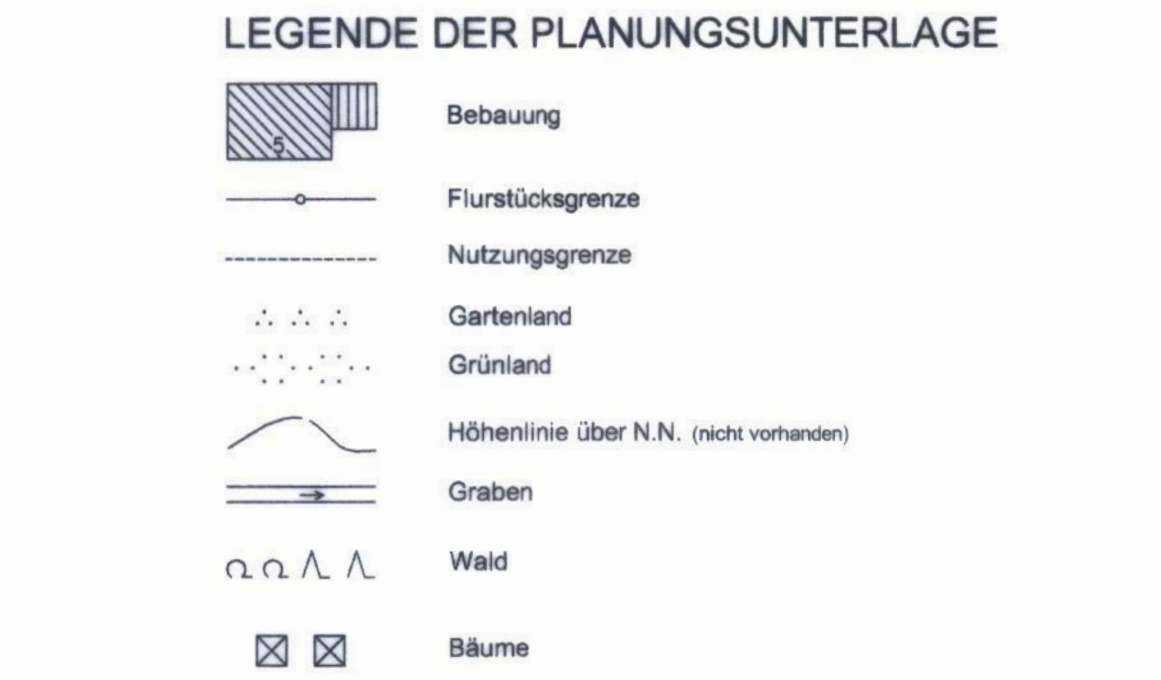 LEGENDE DER PLANUNGSUNTERLAGE
5
Bebauung
Flurstücksgrenze
Nutzungsgrenze
Gartenland
Grünland
Höhenlinie über N.N. (nicht vorhanden)
Graben
Wald
Bäume